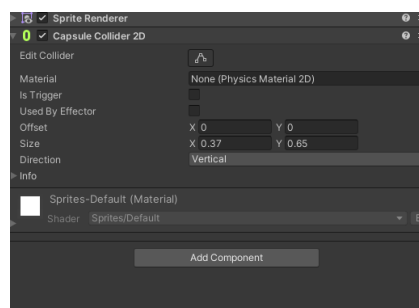 Sprite Renderer
Capsule Collider 2D
Edit Collider
Material None (Physics Material 2D)
Is Trigger
Used By Effector
Offset X 0 Y 0
Size X 0.37 Y 0.65
Direction Vertical
Info
Sprites-Default (Material)
Shader Sprites/Default
Add Component